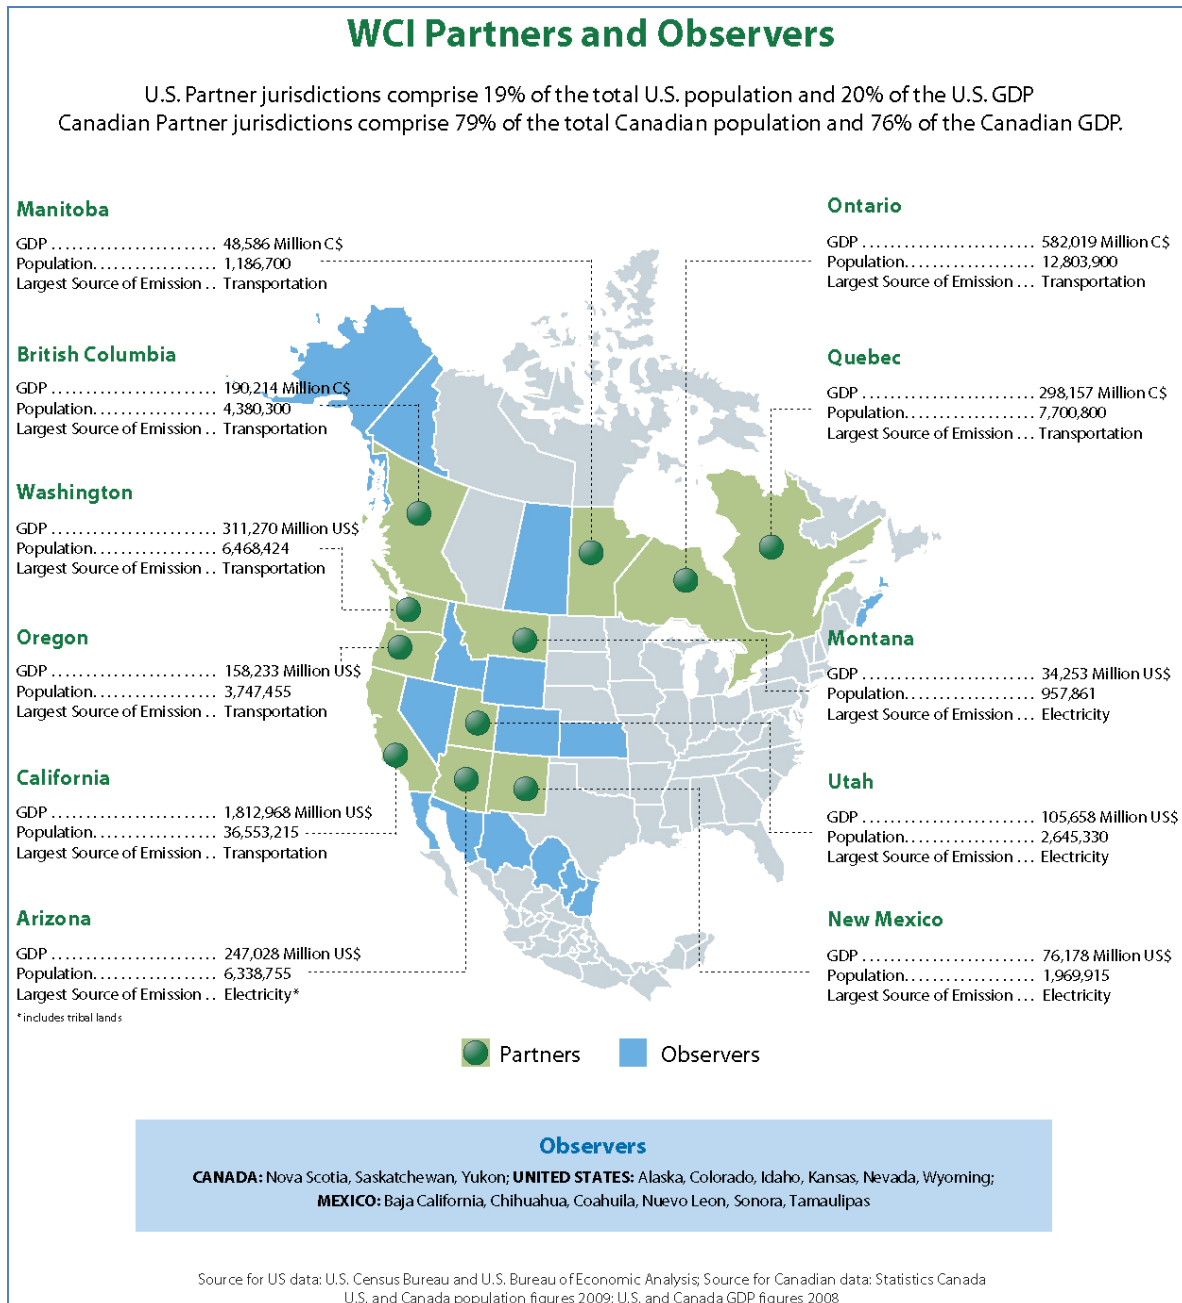 WCI Partners and Observers
U.S. Partner jurisdictions comprise 19% of the total U.S. population and 20% of the U.S. GDP
Canadian Partner jurisdictions comprise 79% of the total Canadian population and 76% of the Canadian GDP.
Manitoba
GDP ........................ 48,586 Million C$
Population.................. 1,186,700
Largest Source of Emission .. Transportation
British Columbia
GDP ........................ 190,214 Million C$
Population.................. 4,380,300
Largest Source of Emission .. Transportation
Washington
GDP ........................ 311,270 Million US$
Population.................. 6,468,424
Largest Source of Emission .. Transportation
Oregon
GDP ........................ 158,233 Million US$
Population.................. 3,747,455
Largest Source of Emission .. Transportation
California
GDP ........................ 1,812,968 Million US$
Population.................. 36,553,215
Largest Source of Emission .. Transportation
Arizona
GDP ........................ 247,028 Million US$
Population.................. 6,338,755
Largest Source of Emission .. Electricity*
*includes tribal lands
Ontario
GDP ......................... 582,019 Million C$
Population................... 12,803,900
Largest Source of Emission ... Transportation
Quebec
GDP ......................... 298,157 Million C$
Population................... 7,700,800
Largest Source of Emission ... Transportation
Montana
GDP ......................... 34,253 Million US$
Population................... 957,861
Largest Source of Emission ... Electricity
Utah
GDP ......................... 105,658 Million US$
Population................... 2,645,330
Largest Source of Emission ... Electricity
New Mexico
GDP ......................... 76,178 Million US$
Population................... 1,969,915
Largest Source of Emission ... Electricity
Partners
Observers
Observers
CANADA: Nova Scotia, Saskatchewan, Yukon; UNITED STATES: Alaska, Colorado, Idaho, Kansas, Nevada, Wyoming;
MEXICO: Baja California, Chihuahua, Coahuila, Nuevo Leon, Sonora, Tamaulipas
Source for US data: U.S. Census Bureau and U.S. Bureau of Economic Analysis; Source for Canadian data: Statistics Canada
U.S. and Canada population figures 2009; U.S. and Canada GDP figures 2008